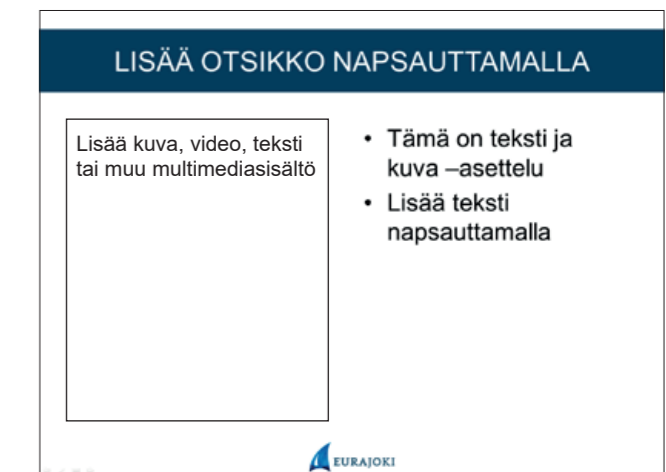 LISÄÄ OTSIKKO NAPSAUTTAMALLA
Lisää kuva, video, teksti
tai muu multimediasisältö
• Tämä on teksti ja
kuva –asettelu
• Lisää teksti
napsauttamalla
EURAJOKI